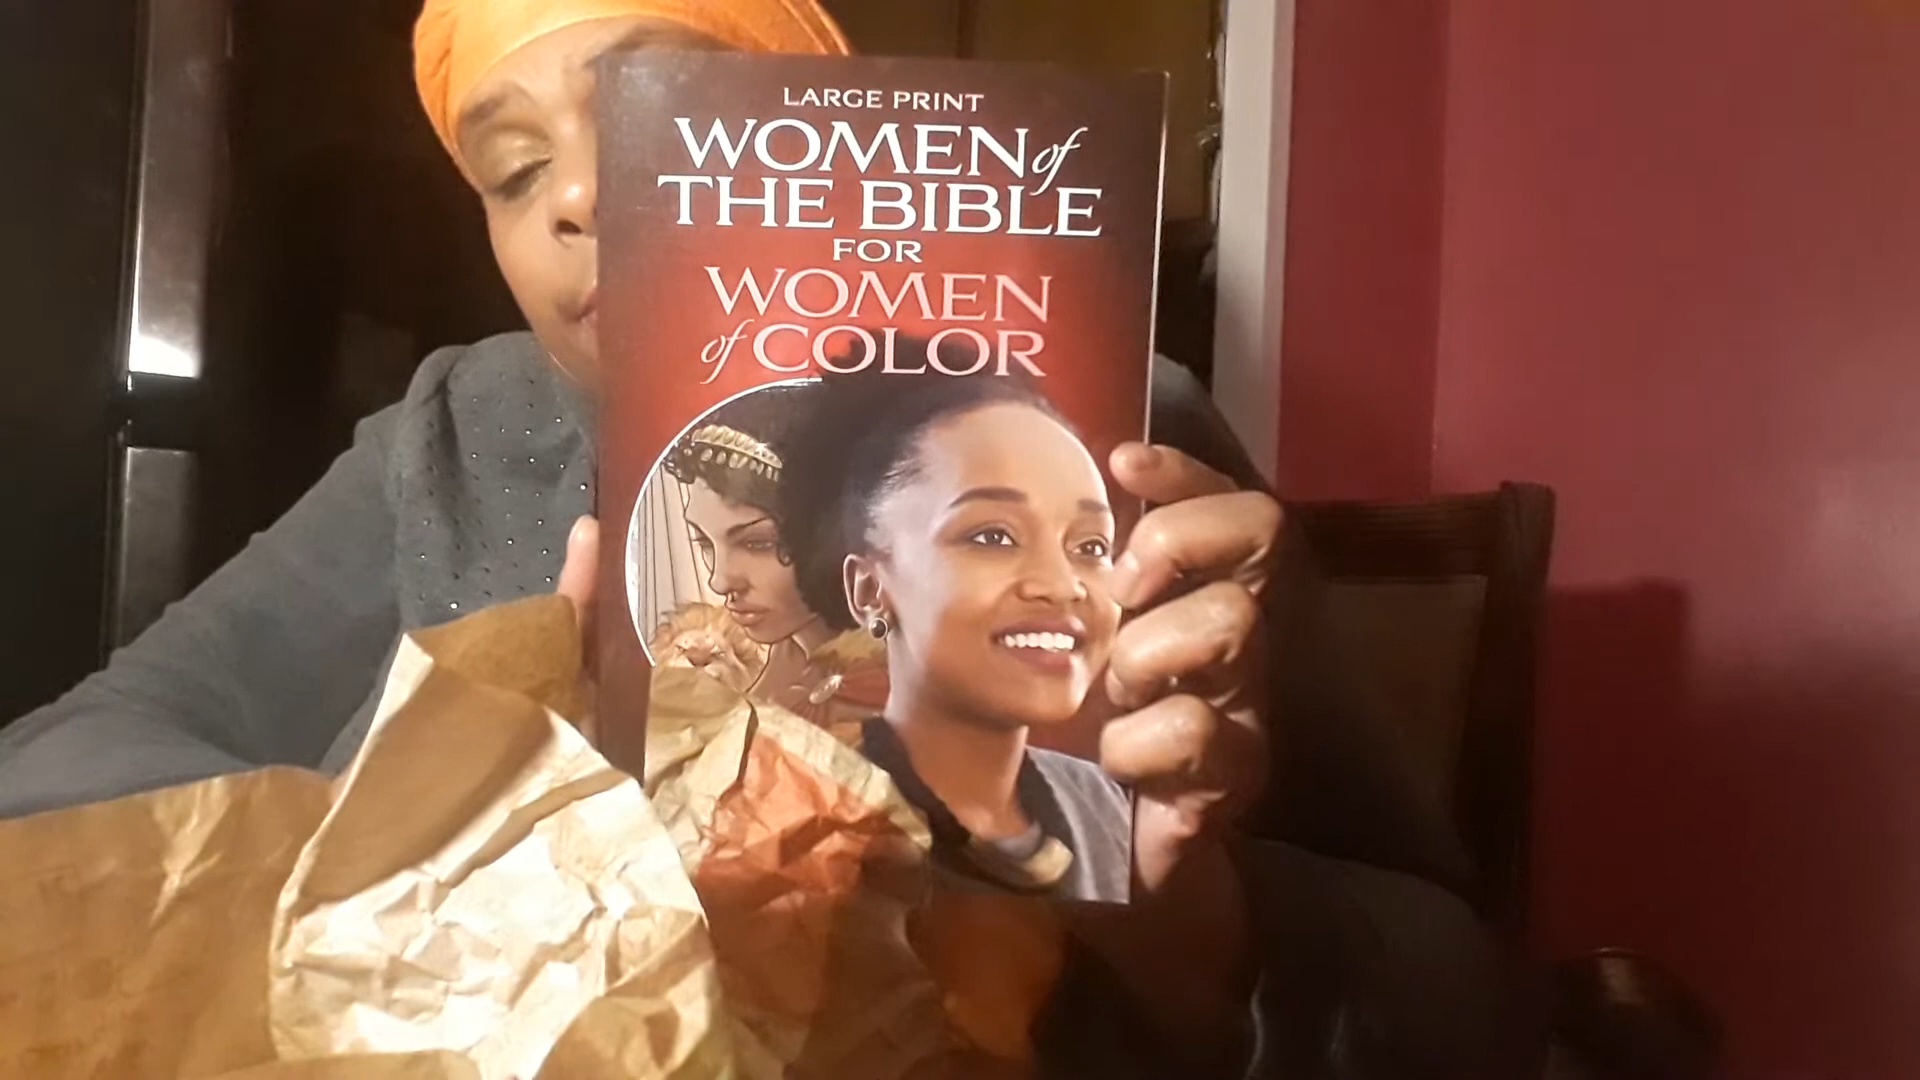 LARGE PRINT
WOMEN of
THE BIBLE
FOR
WOMEN
of COLOR